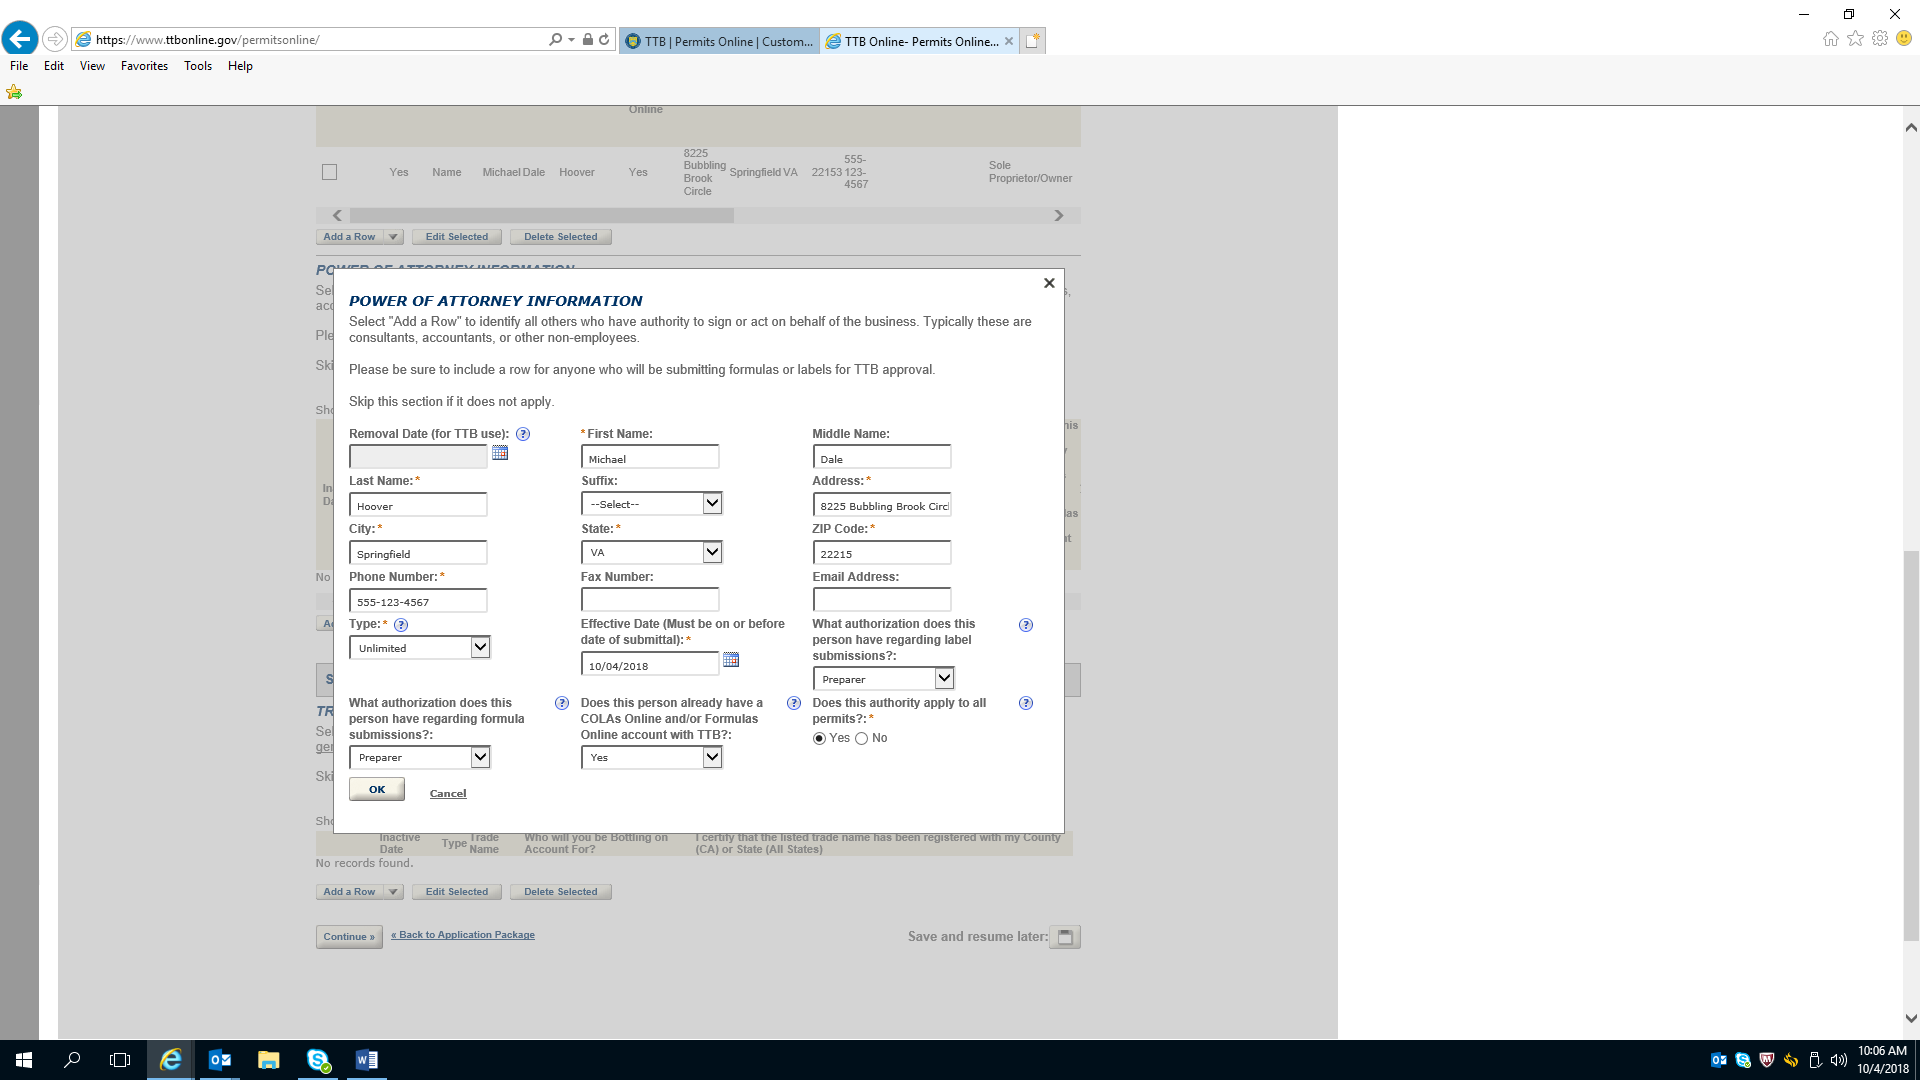 https://www.ttbonline.gov/permitsonline/
TTB | Permits Online | Custom...
TTB Online- Permits Online...
File Edit View Favorites Tools Help
Online
Yes Name Michael Dale Hoover Yes 8225 Bubbling Brook Circle Springfield VA 22153 555-123-4567 Sole Proprietor/Owner
Add a Row Edit Selected Delete Selected
POWER OF ATTORNEY INFORMATION
Select "Add a Row" to identify all others who have authority to sign or act on behalf of the business. Typically these are
consultants, accountants, or other non-employees.
Please be sure to include a row for anyone who will be submitting formulas or labels for TTB approval.
Skip this section if it does not apply.
Removal Date (for TTB use): *First Name: Middle Name:
Michael Dale
Last Name:* Suffix: Address:*
Hoover --Select-- 8225 Bubbling Brook Circl
City:* State:* ZIP Code:*
Springfield VA 22215
Phone Number:* Fax Number: Email Address:
555-123-4567
Type:*
Unlimited
Effective Date (Must be on or before
date of submittal):*
10/04/2018
What authorization does this
person have regarding label
submissions?:
Preparer
What authorization does this
person have regarding formula
submissions?:
Preparer
Does this person already have a
COLAs Online and/or Formulas
Online account with TTB?:
Yes
Does this authority apply to all
permits?:*
Yes No
OK Cancel
Inactive Date Type Trade Name Who will you be Bottling on Account For? I certify that the listed trade name has been registered with my County (CA) or State (All States)
No records found.
Add a Row Edit Selected Delete Selected
Continue » « Back to Application Package Save and resume later:
10:06 AM
10/4/2018